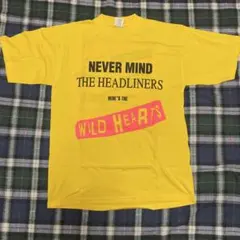 NEVER MIND
THE HEADLINERS
HERE'S THE
WiLD HeARTS